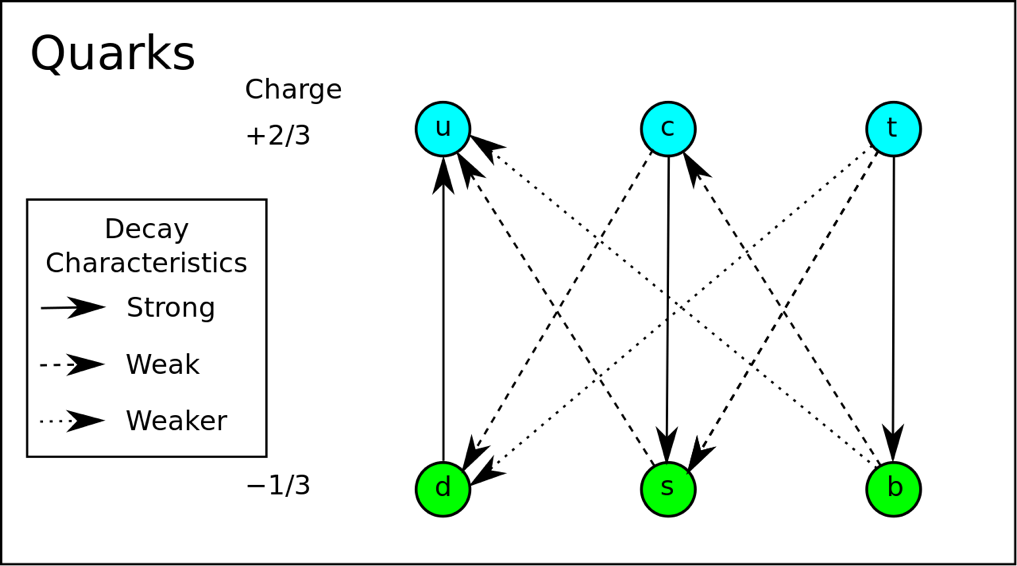 Quarks
Charge
+2/3
u
c
t
Decay
Characteristics
Strong
Weak
Weaker
−1/3
d
s
b